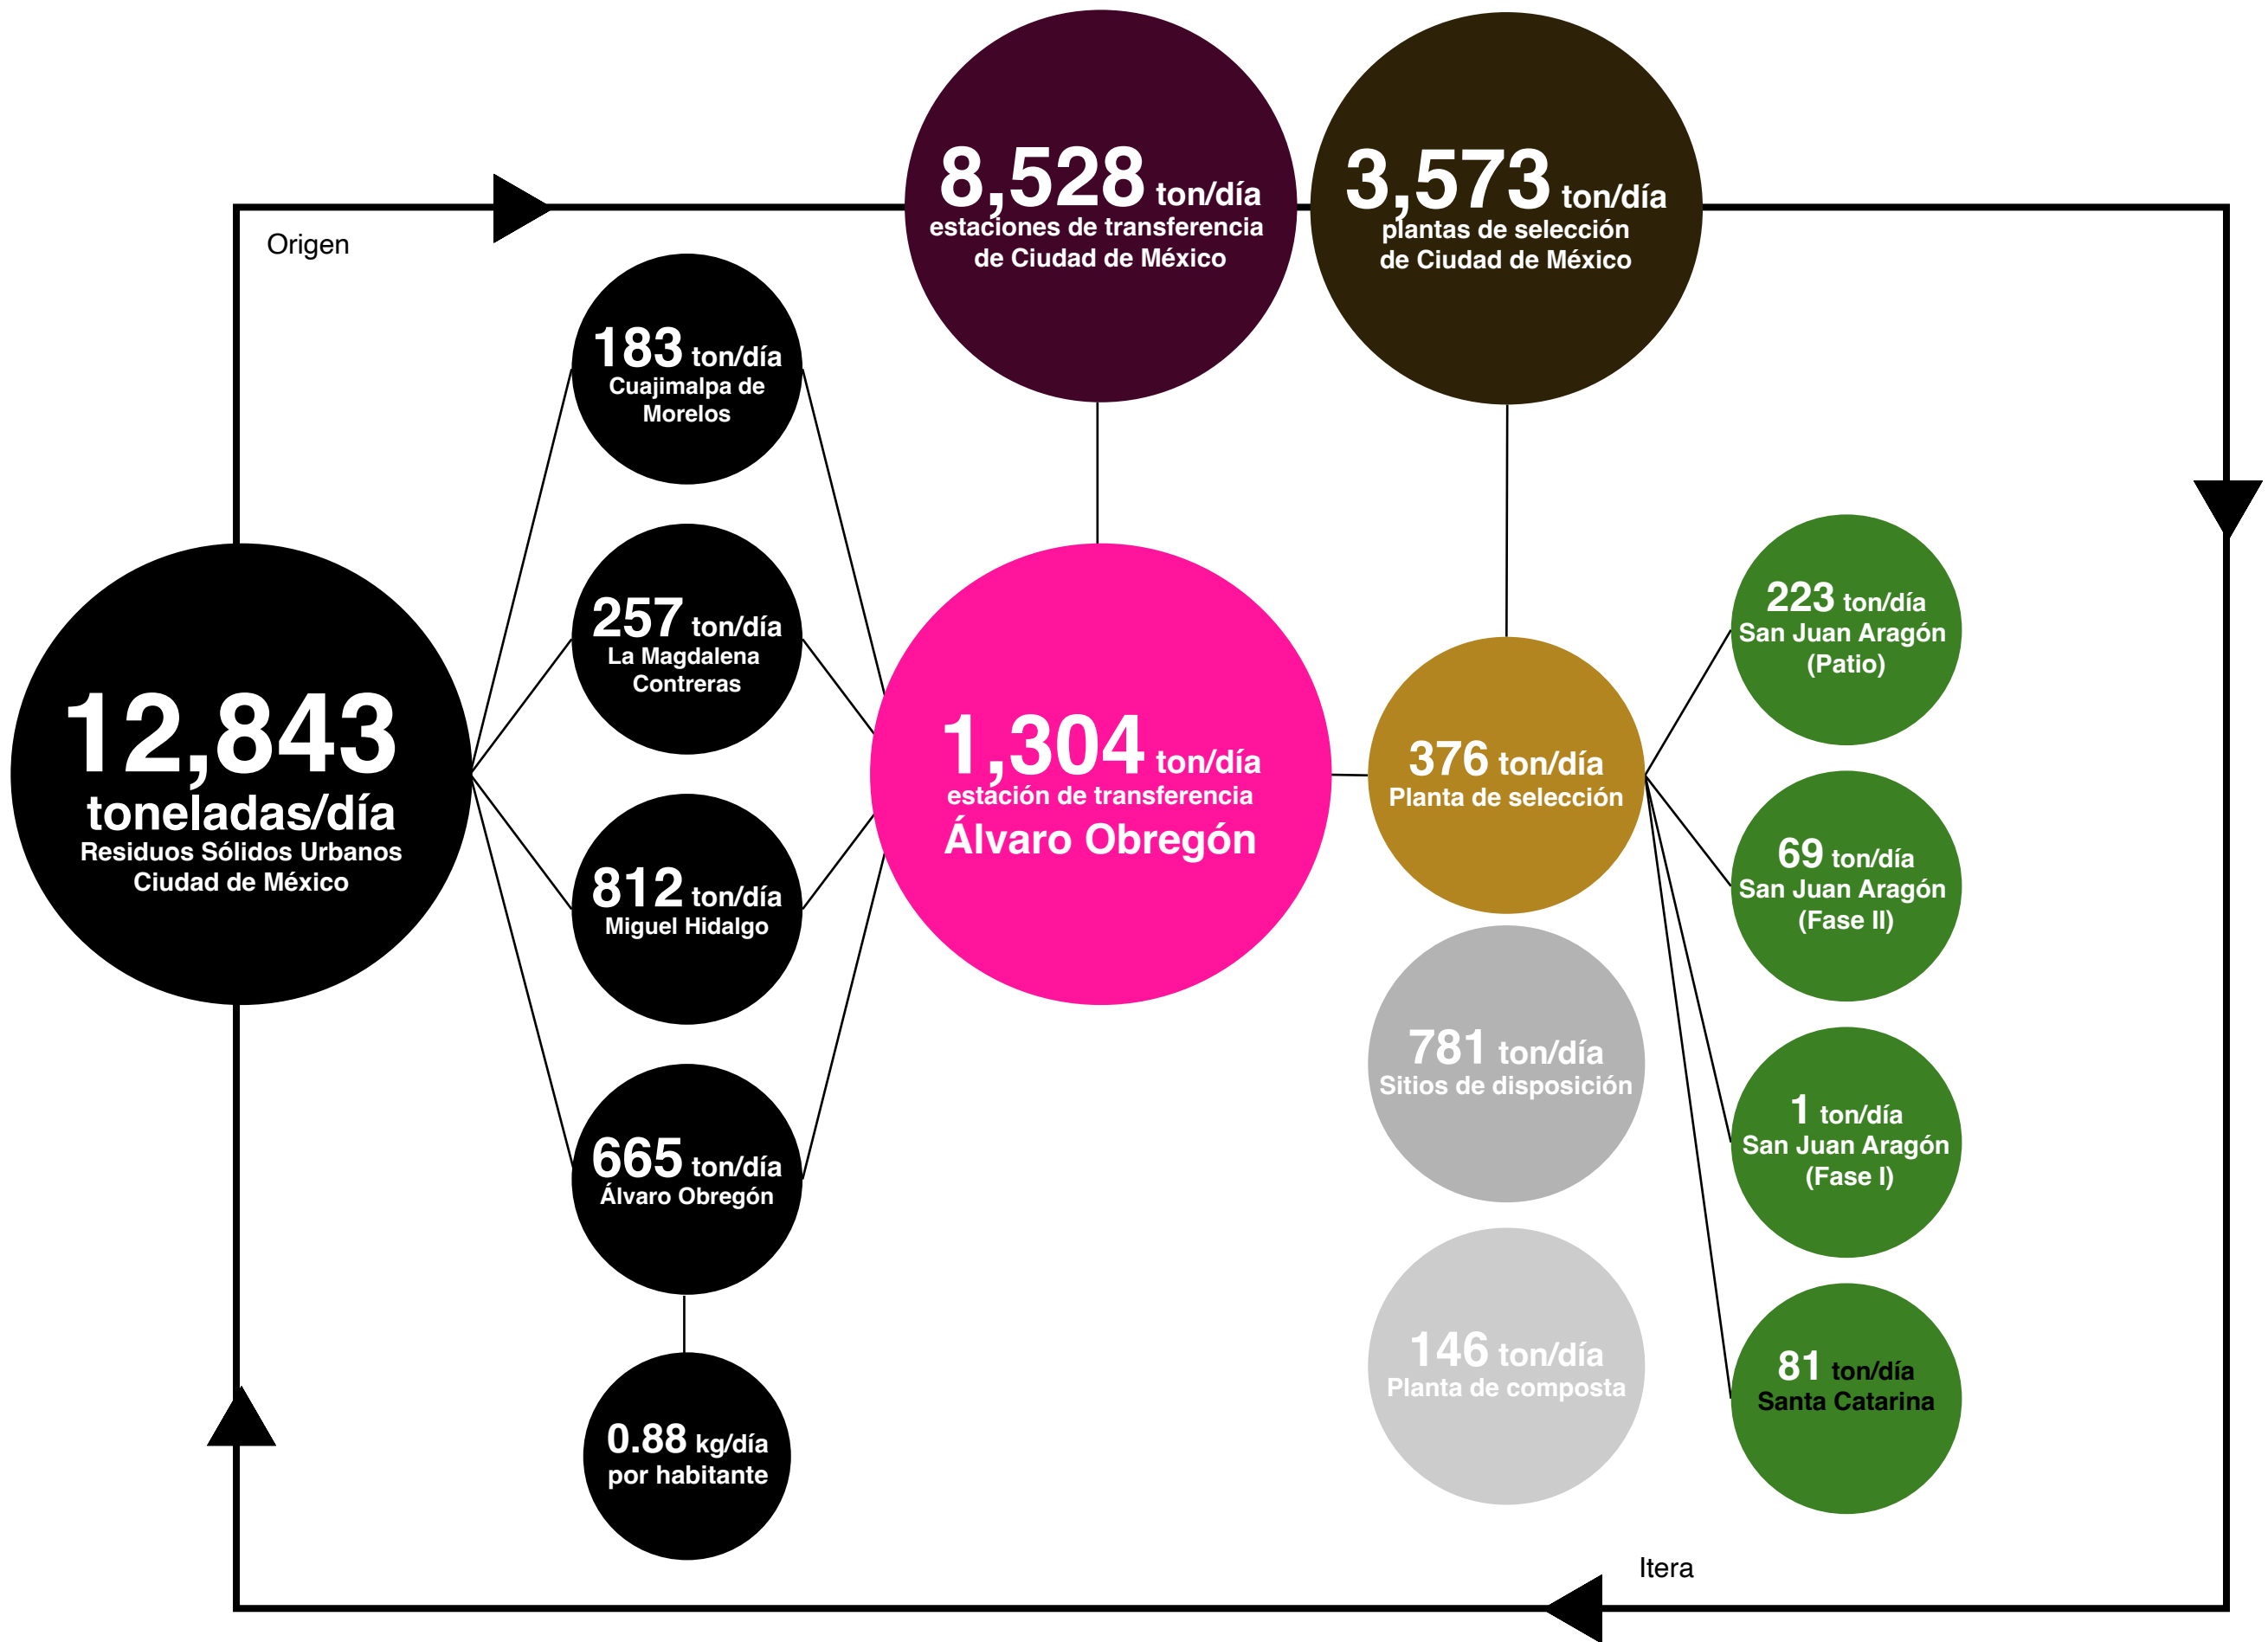 8,528 ton/día
estaciones de transferencia
de Ciudad de México
3,573 ton/día
plantas de selección
de Ciudad de México
Origen
183 ton/día
Cuajimalpa de
Morelos
257 ton/día
La Magdalena
Contreras
812 ton/día
Miguel Hidalgo
665 ton/día
Álvaro Obregón
0.88 kg/día
por habitante
12,843
toneladas/día
Residuos Sólidos Urbanos
Ciudad de México
1,304 ton/día
estación de transferencia
Álvaro Obregón
376 ton/día
Planta de selección
781 ton/día
Sitios de disposición
146 ton/día
Planta de composta
223 ton/día
San Juan Aragón
(Patio)
69 ton/día
San Juan Aragón
(Fase II)
1 ton/día
San Juan Aragón
(Fase I)
81 ton/día
Santa Catarina
Itera